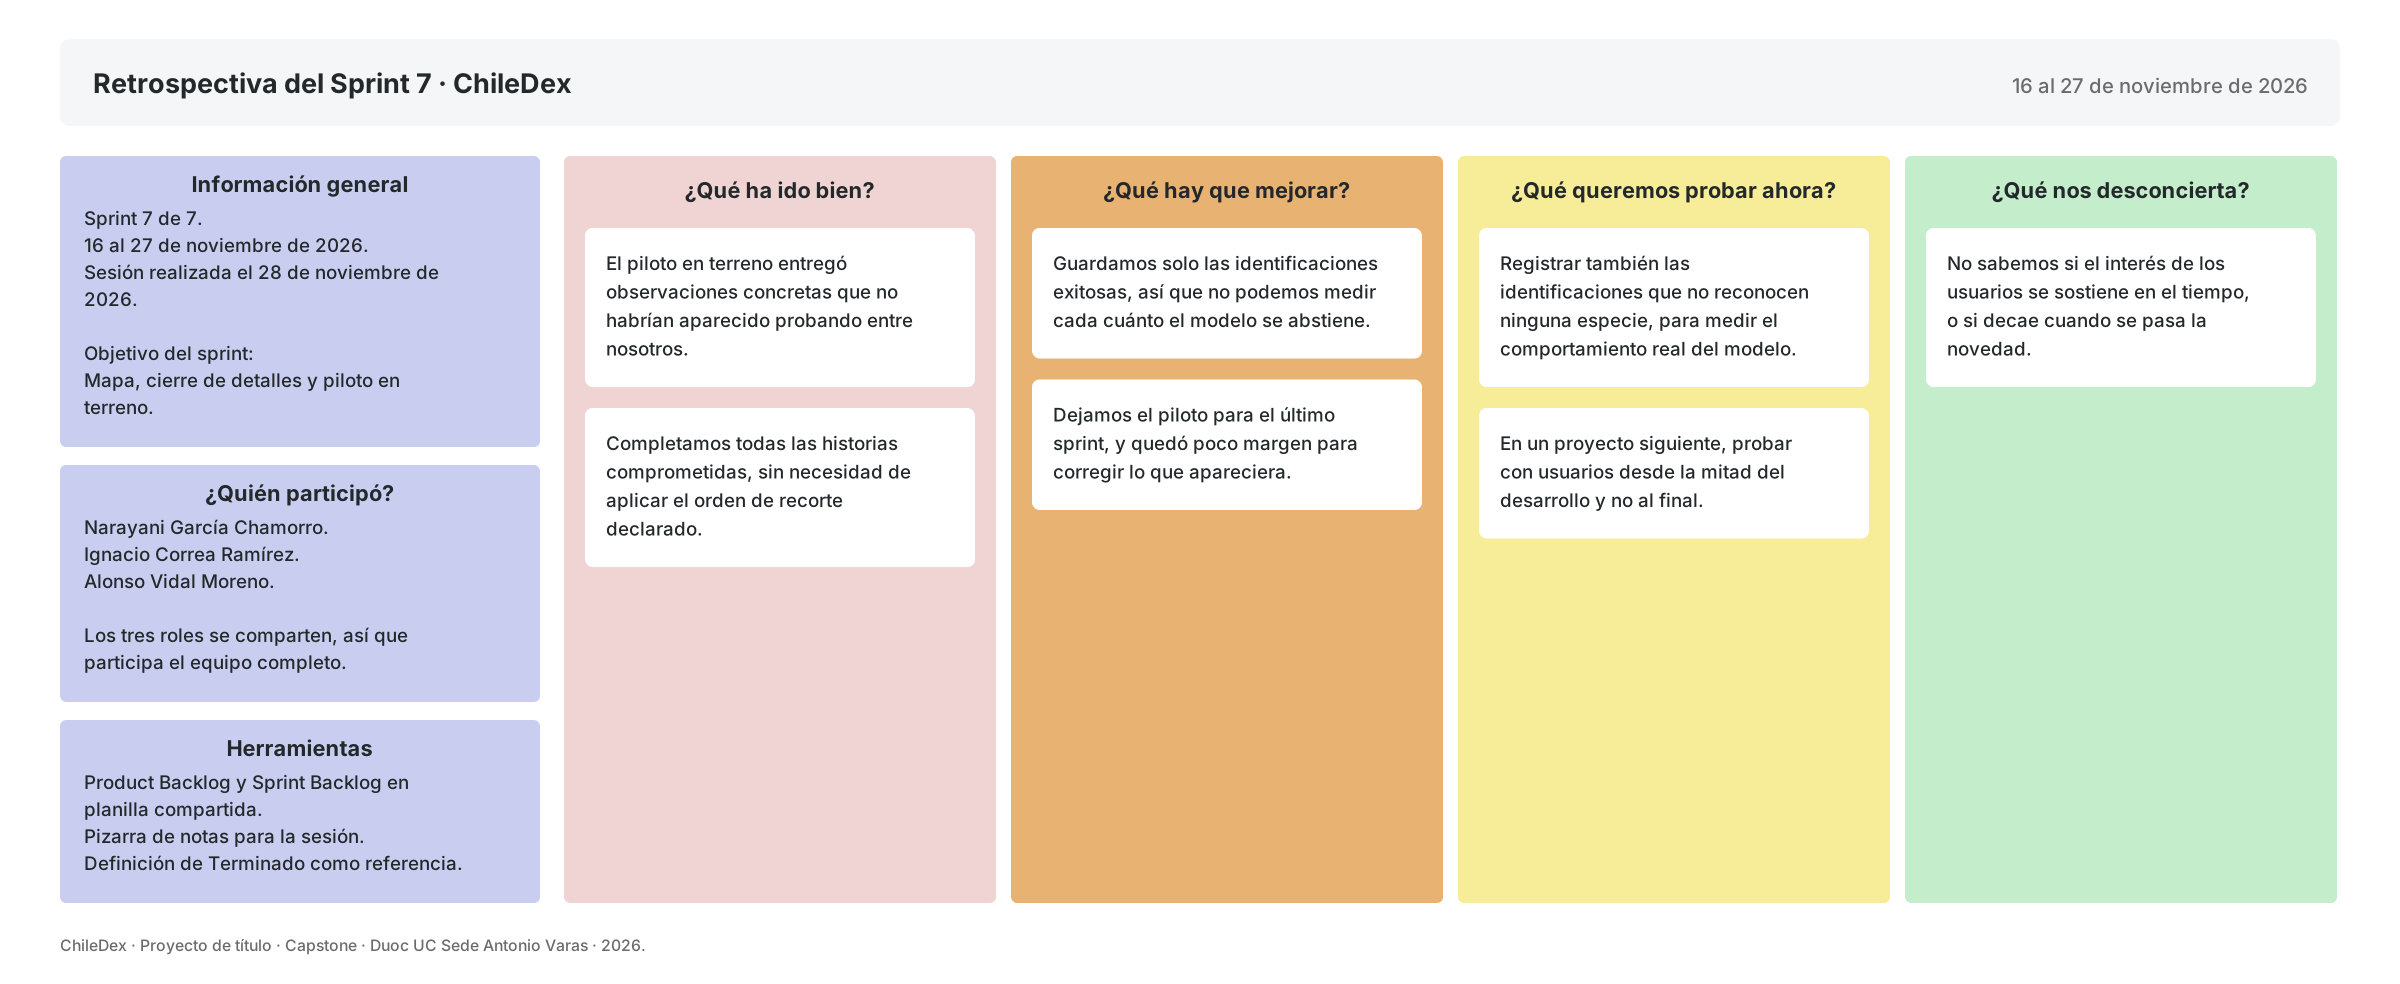 Retrospectiva del Sprint 7 · ChileDex
16 al 27 de noviembre de 2026
Información general
Sprint 7 de 7.
16 al 27 de noviembre de 2026.
Sesión realizada el 28 de noviembre de
2026.
Objetivo del sprint:
Mapa, cierre de detalles y piloto en
terreno.
¿Quién participó?
Narayani García Chamorro.
Ignacio Correa Ramírez.
Alonso Vidal Moreno.
Los tres roles se comparten, así que
participa el equipo completo.
Herramientas
Product Backlog y Sprint Backlog en
planilla compartida.
Pizarra de notas para la sesión.
Definición de Terminado como referencia.
¿Qué ha ido bien?
El piloto en terreno entregó
observaciones concretas que no
habrían aparecido probando entre
nosotros.
Completamos todas las historias
comprometidas, sin necesidad de
aplicar el orden de recorte
declarado.
¿Qué hay que mejorar?
Guardamos solo las identificaciones
exitosas, así que no podemos medir
cada cuánto el modelo se abstiene.
Dejamos el piloto para el último
sprint, y quedó poco margen para
corregir lo que apareciera.
¿Qué queremos probar ahora?
Registrar también las
identificaciones que no reconocen
ninguna especie, para medir el
comportamiento real del modelo.
En un proyecto siguiente, probar
con usuarios desde la mitad del
desarrollo y no al final.
¿Qué nos desconcierta?
No sabemos si el interés de los
usuarios se sostiene en el tiempo,
o si decae cuando se pasa la
novedad.
ChileDex · Proyecto de título · Capstone · Duoc UC Sede Antonio Varas · 2026.